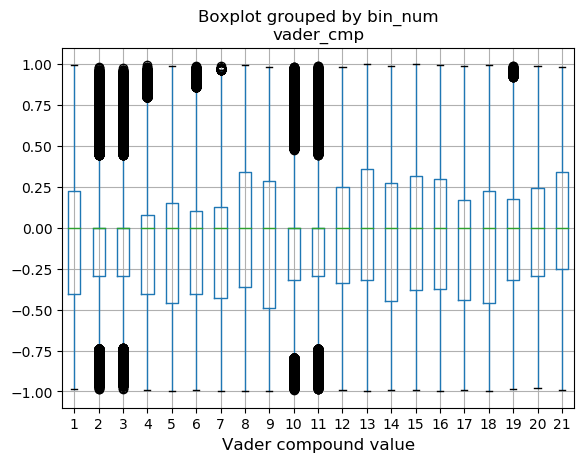 Boxplot grouped by bin_num
vader_cmp
1.00
0.75
0.50
0.25
0.00
−0.25
−0.50
−0.75
−1.00
1 2 3 4 5 6 7 8 9 10 11 12 13 14 15 16 17 18 19 20 21
Vader compound value